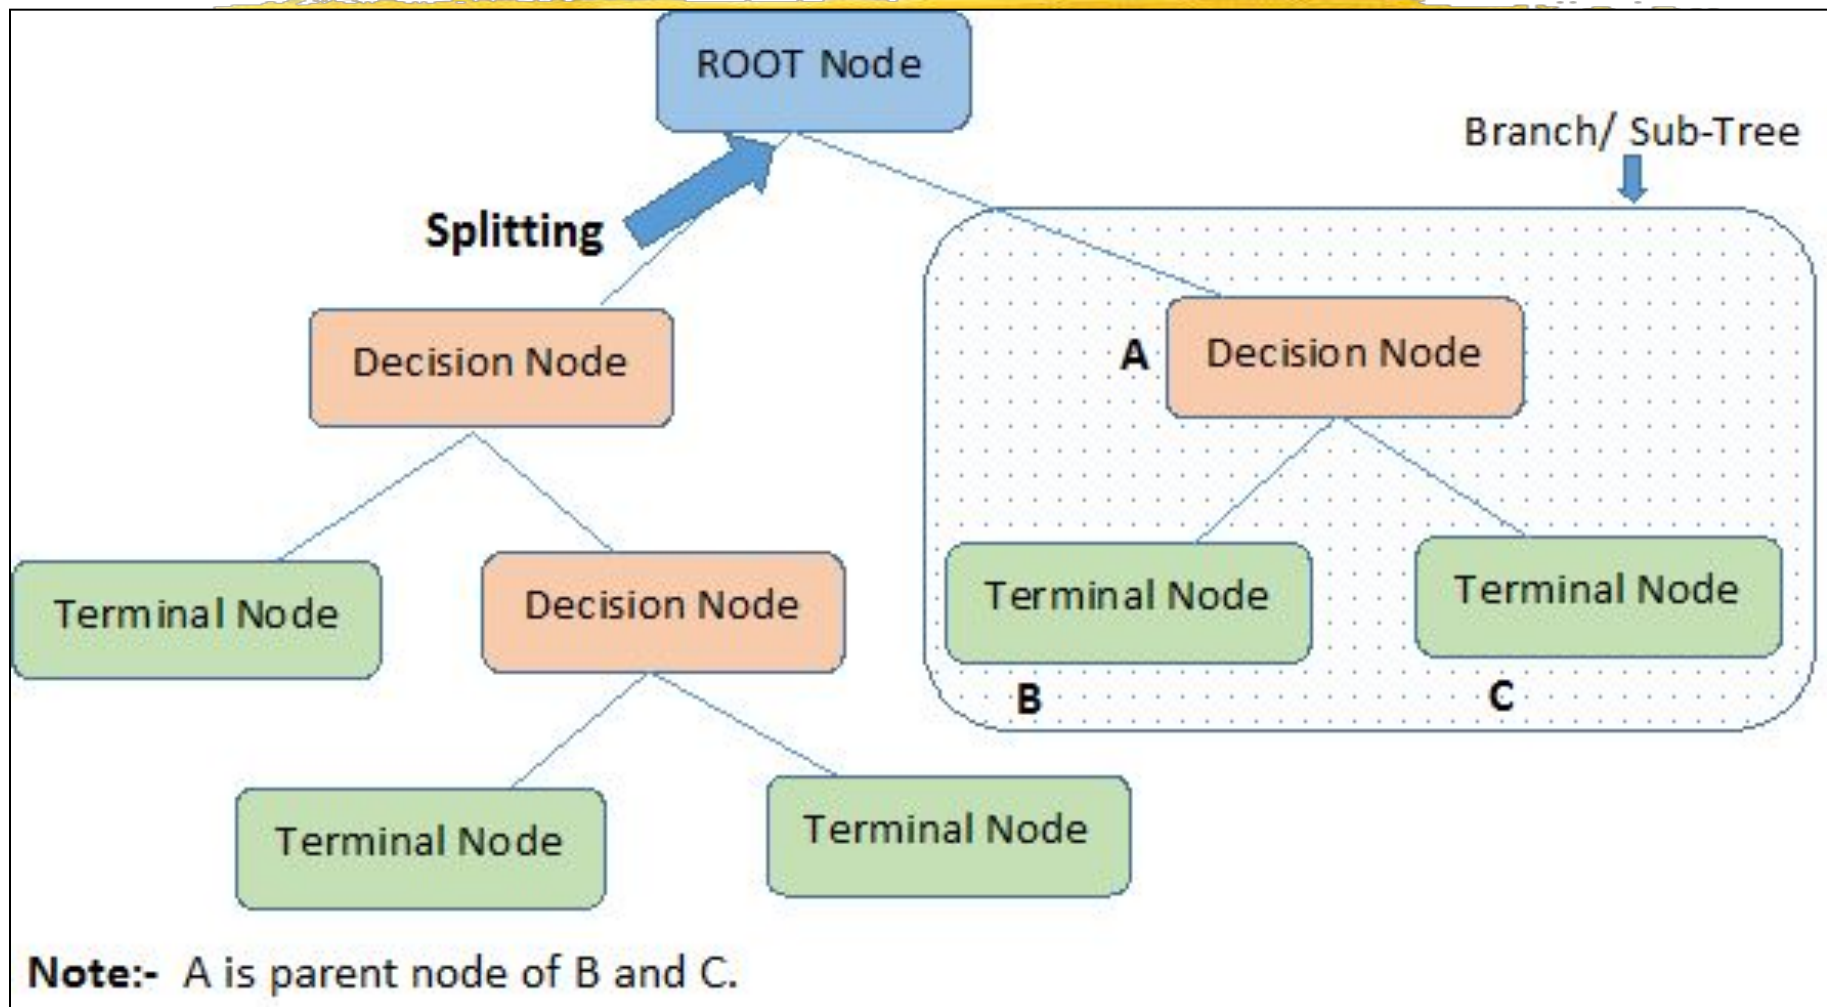 ROOT Node
Branch/ Sub-Tree
Splitting
Decision Node
A
Decision Node
Terminal Node
Decision Node
Terminal Node
Terminal Node
B
C
Terminal Node
Terminal Node
Note:- A is parent node of B and C.